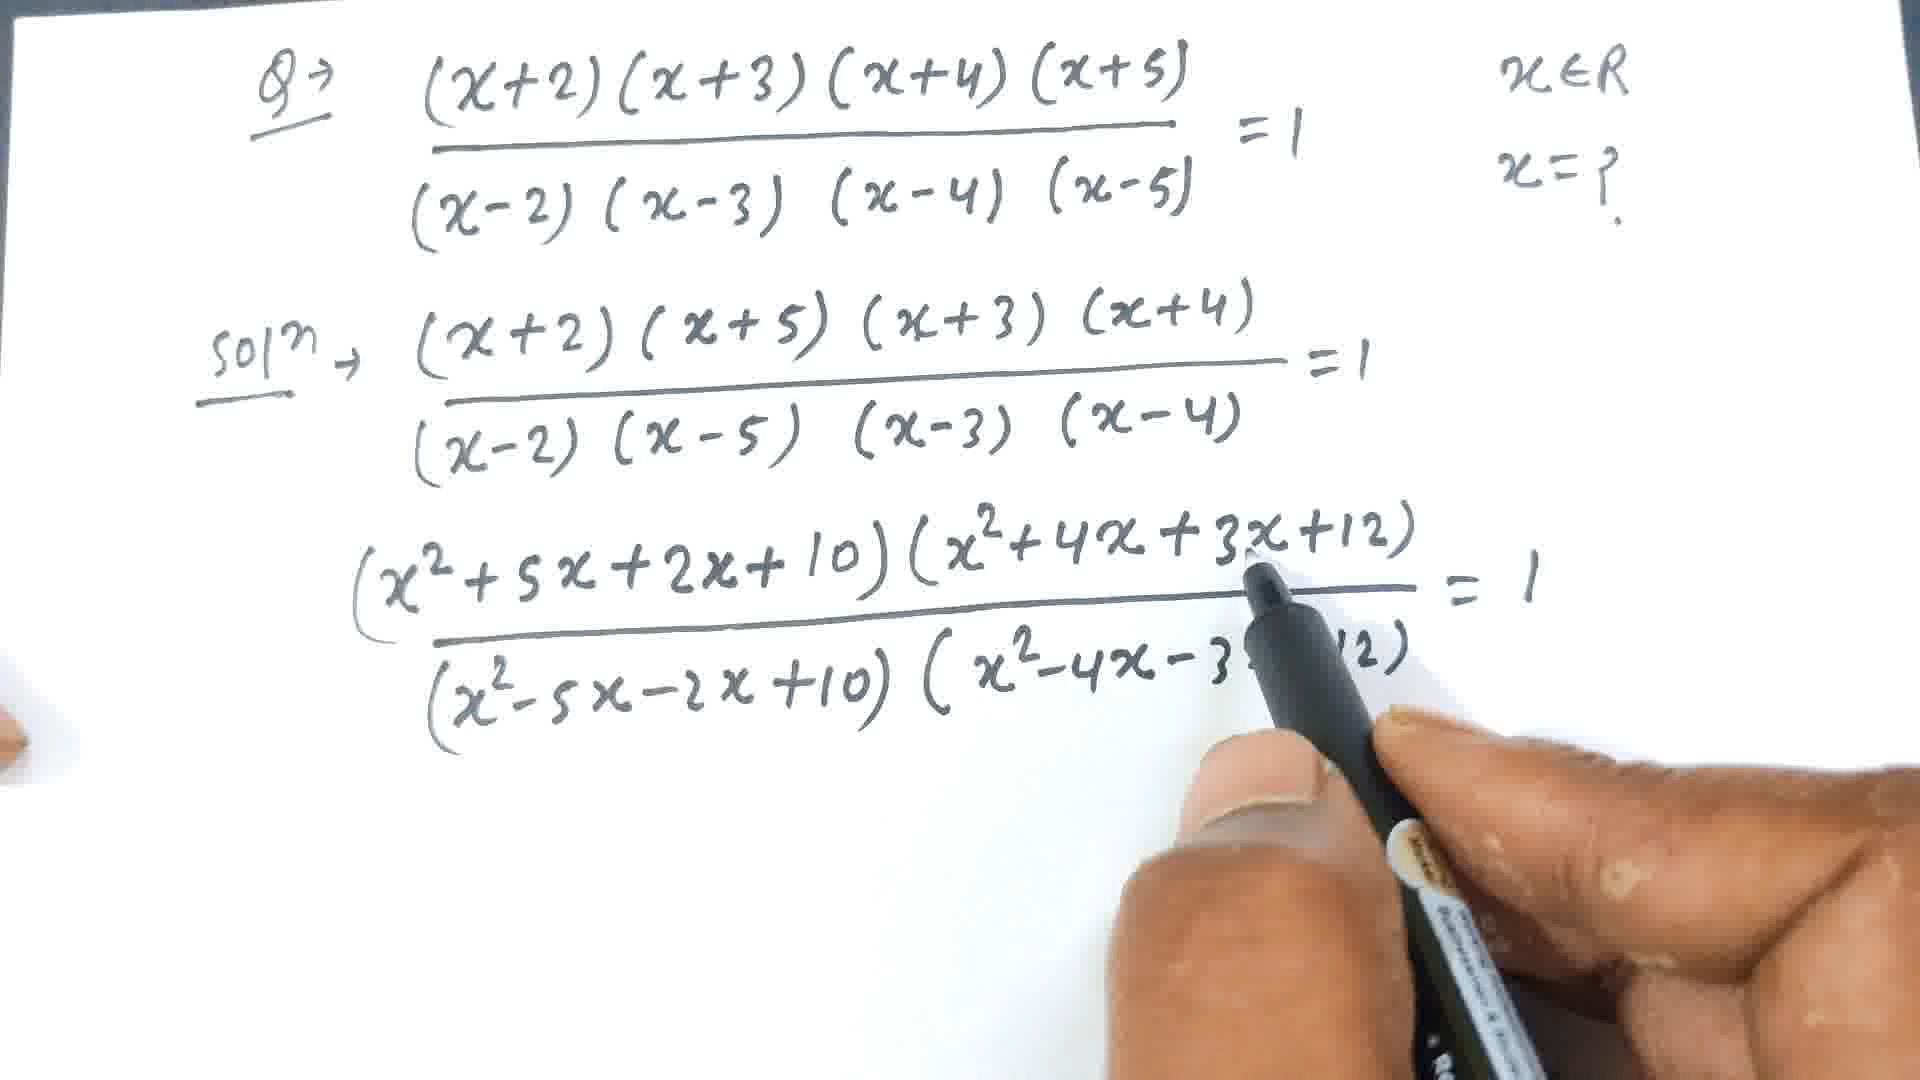 Q→ (x+2)(x+3)(x+4)(x+5) x∈R
(x-2)(x-3)(x-4)(x-5) =1 x=?
Solⁿ→ (x+2)(x+5)(x+3)(x+4)
(x-2)(x-5)(x-3)(x-4) =1
(x²+5x+2x+10)(x²+4x+3x+12)
(x²-5x-2x+10)(x²-4x-3 12) = 1